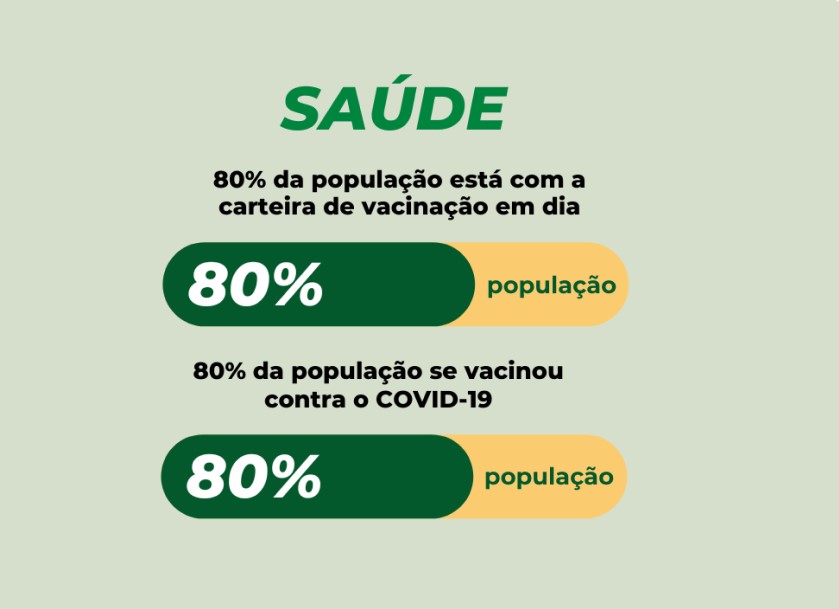 SAÚDE
80% da população está com a
carteira de vacinação em dia
80%
população
80% da população se vacinou
contra o COVID-19
80%
população